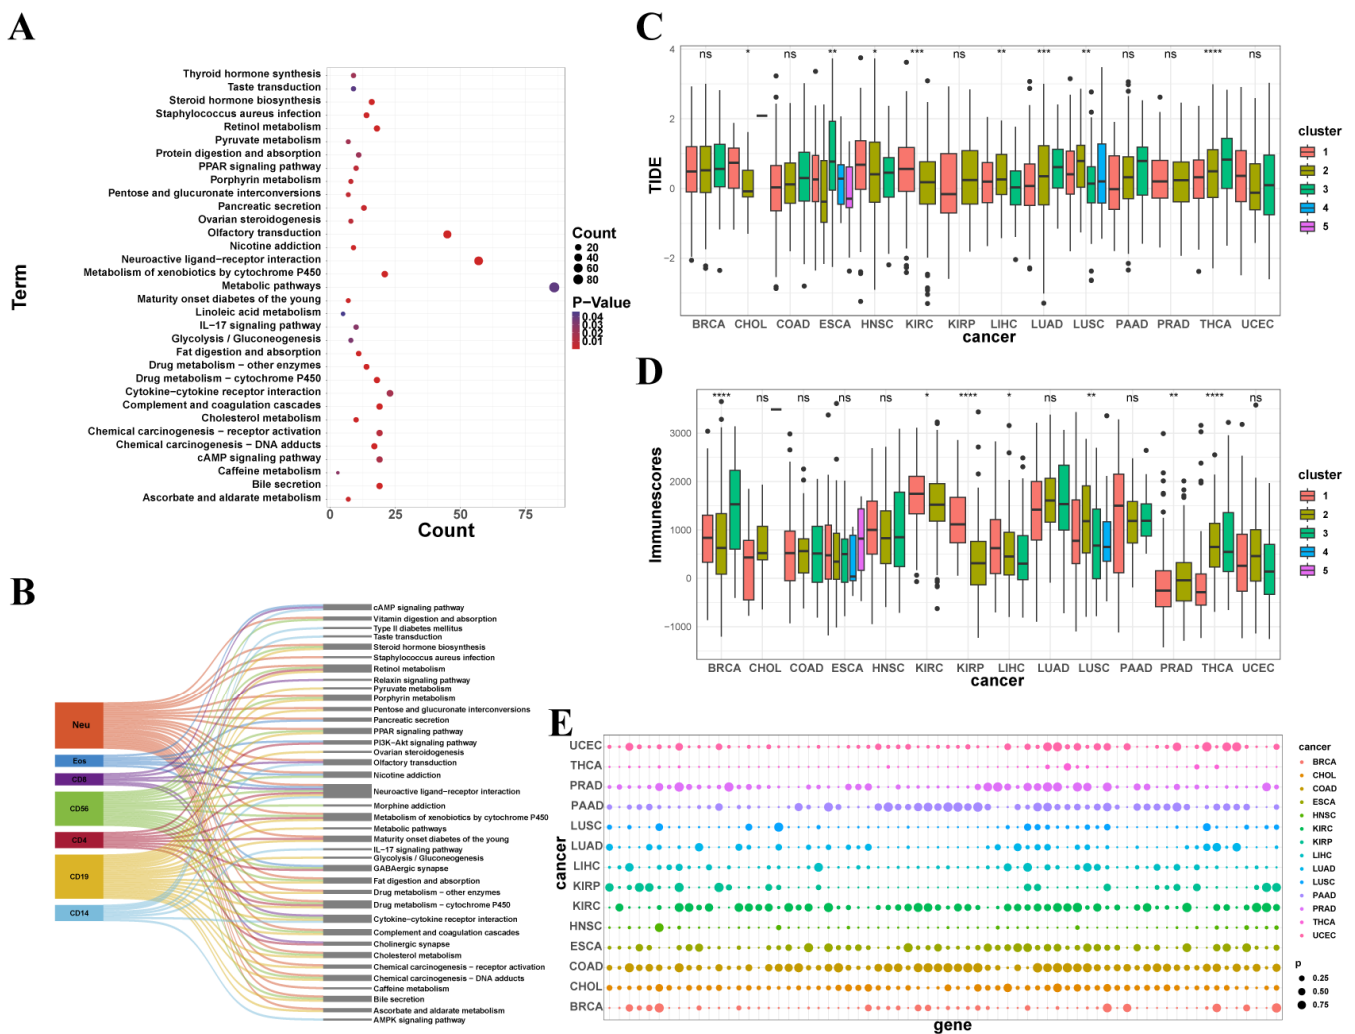 A
Term
Thyroid hormone synthesis
Taste transduction
Steroid hormone biosynthesis
Staphylococcus aureus infection
Retinol metabolism
Pyruvate metabolism
Protein digestion and absorption
PPAR signaling pathway
Porphyrin metabolism
Pentose and glucuronate interconversions
Pancreatic secretion
Ovarian steroidogenesis
Olfactory transduction
Nicotine addiction
Neuroactive ligand−receptor interaction
Metabolism of xenobiotics by cytochrome P450
Metabolic pathways
Maturity onset diabetes of the young
Linoleic acid metabolism
IL−17 signaling pathway
Glycolysis / Gluconeogenesis
Fat digestion and absorption
Drug metabolism − other enzymes
Drug metabolism − cytochrome P450
Cytokine−cytokine receptor interaction
Complement and coagulation cascades
Cholesterol metabolism
Chemical carcinogenesis − receptor activation
Chemical carcinogenesis − DNA adducts
cAMP signaling pathway
Caffeine metabolism
Bile secretion
Ascorbate and aldarate metabolism
0 25 50 75
Count
Count
20
40
60
80
P−Value
0.04
0.03
0.02
0.01
B
Neu
Eos
CD8
CD56
CD4
CD19
CD14
cAMP signaling pathway
Vitamin digestion and absorption
Type II diabetes mellitus
Taste transduction
Steroid hormone biosynthesis
Staphylococcus aureus infection
Retinol metabolism
Relaxin signaling pathway
Pyruvate metabolism
Porphyrin metabolism
Pentose and glucuronate interconversions
Pancreatic secretion
PPAR signaling pathway
PI3K−Akt signaling pathway
Ovarian steroidogenesis
Olfactory transduction
Nicotine addiction
Neuroactive ligand−receptor interaction
Morphine addiction
Metabolism of xenobiotics by cytochrome P450
Metabolic pathways
Maturity onset diabetes of the young
IL−17 signaling pathway
Glycolysis / Gluconeogenesis
GABAergic synapse
Fat digestion and absorption
Drug metabolism − other enzymes
Drug metabolism − cytochrome P450
Cytokine−cytokine receptor interaction
Complement and coagulation cascades
Cholinergic synapse
Cholesterol metabolism
Chemical carcinogenesis − receptor activation
Chemical carcinogenesis − DNA adducts
Caffeine metabolism
Bile secretion
Ascorbate and aldarate metabolism
AMPK signaling pathway
C
TIDE
4
2
0
−2
ns * ns ** * *** ns ** *** ** ns ns **** ns
BRCA CHOL COAD ESCA HNSC KIRC KIRP LIHC LUAD LUSC PAAD PRAD THCA UCEC
cancer
cluster
1
2
3
4
5
D
Immunescores
3000
2000
1000
0
−1000
**** ns ns ns ns * **** * ns ** ns ** **** ns
BRCA CHOL COAD ESCA HNSC KIRC KIRP LIHC LUAD LUSC PAAD PRAD THCA UCEC
cancer
cluster
1
2
3
4
5
E
cancer
UCEC
THCA
PRAD
PAAD
LUSC
LUAD
LIHC
KIRP
KIRC
HNSC
ESCA
COAD
CHOL
BRCA
gene
cancer
BRCA
CHOL
COAD
ESCA
HNSC
KIRC
KIRP
LIHC
LUAD
LUSC
PAAD
PRAD
THCA
UCEC
p
0.25
0.50
0.75